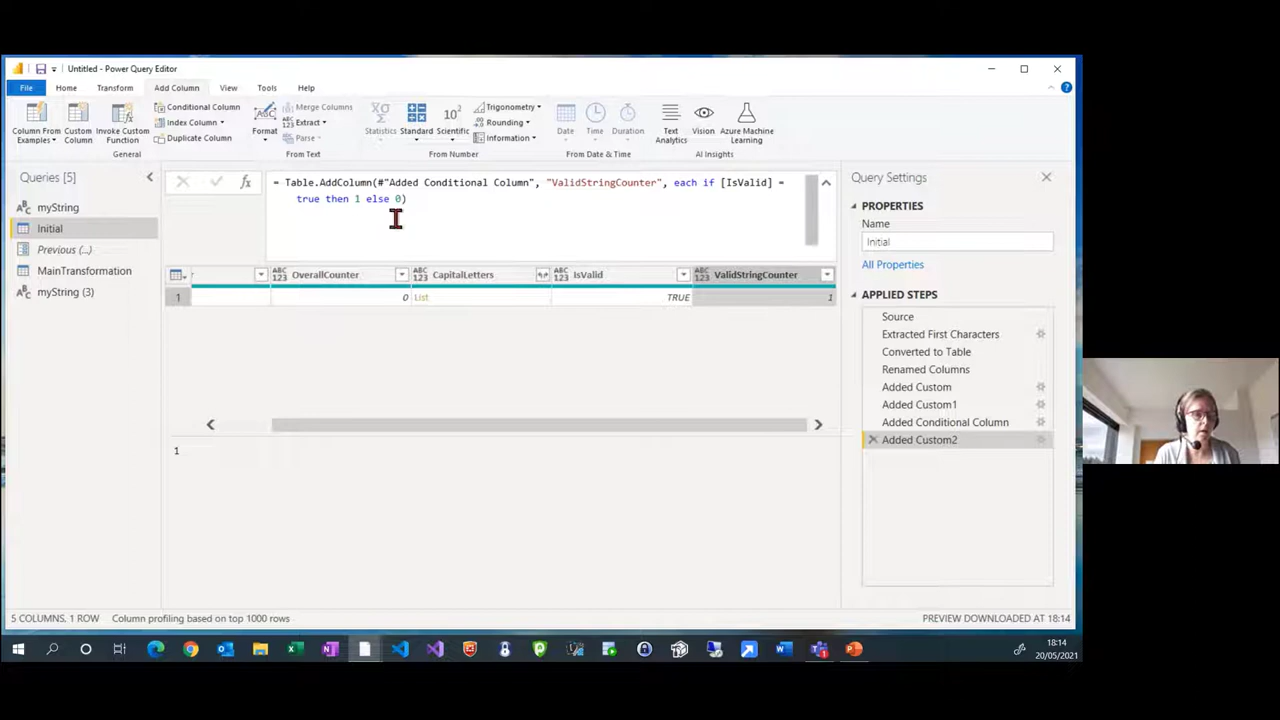 Untitled - Power Query Editor
File Home Transform Add Column View Tools Help
Column From Examples
Custom Column
Invoke Custom Function
Conditional Column
Index Column
Duplicate Column
General
Format
Merge Columns
Extract
Parse
From Text
Statistics
Standard
Scientific
10²
Trigonometry
Rounding
Information
From Number
Date
Time
Duration
From Date & Time
Text Analytics
Vision
Azure Machine Learning
AI Insights
Queries [5]
myString
Initial
Previous (...)
MainTransformation
myString (3)
= Table.AddColumn(#"Added Conditional Column", "ValidStringCounter", each if [IsValid] =
true then 1 else 0)
OverallCounter CapitalLetters IsValid ValidStringCounter
1 0 List TRUE 1
1
Query Settings
PROPERTIES
Name
Initial
All Properties
APPLIED STEPS
Source
Extracted First Characters
Converted to Table
Renamed Columns
Added Custom
Added Custom1
Added Conditional Column
Added Custom2
5 COLUMNS, 1 ROW Column profiling based on top 1000 rows
PREVIEW DOWNLOADED AT 18:14
18:14
20/05/2021